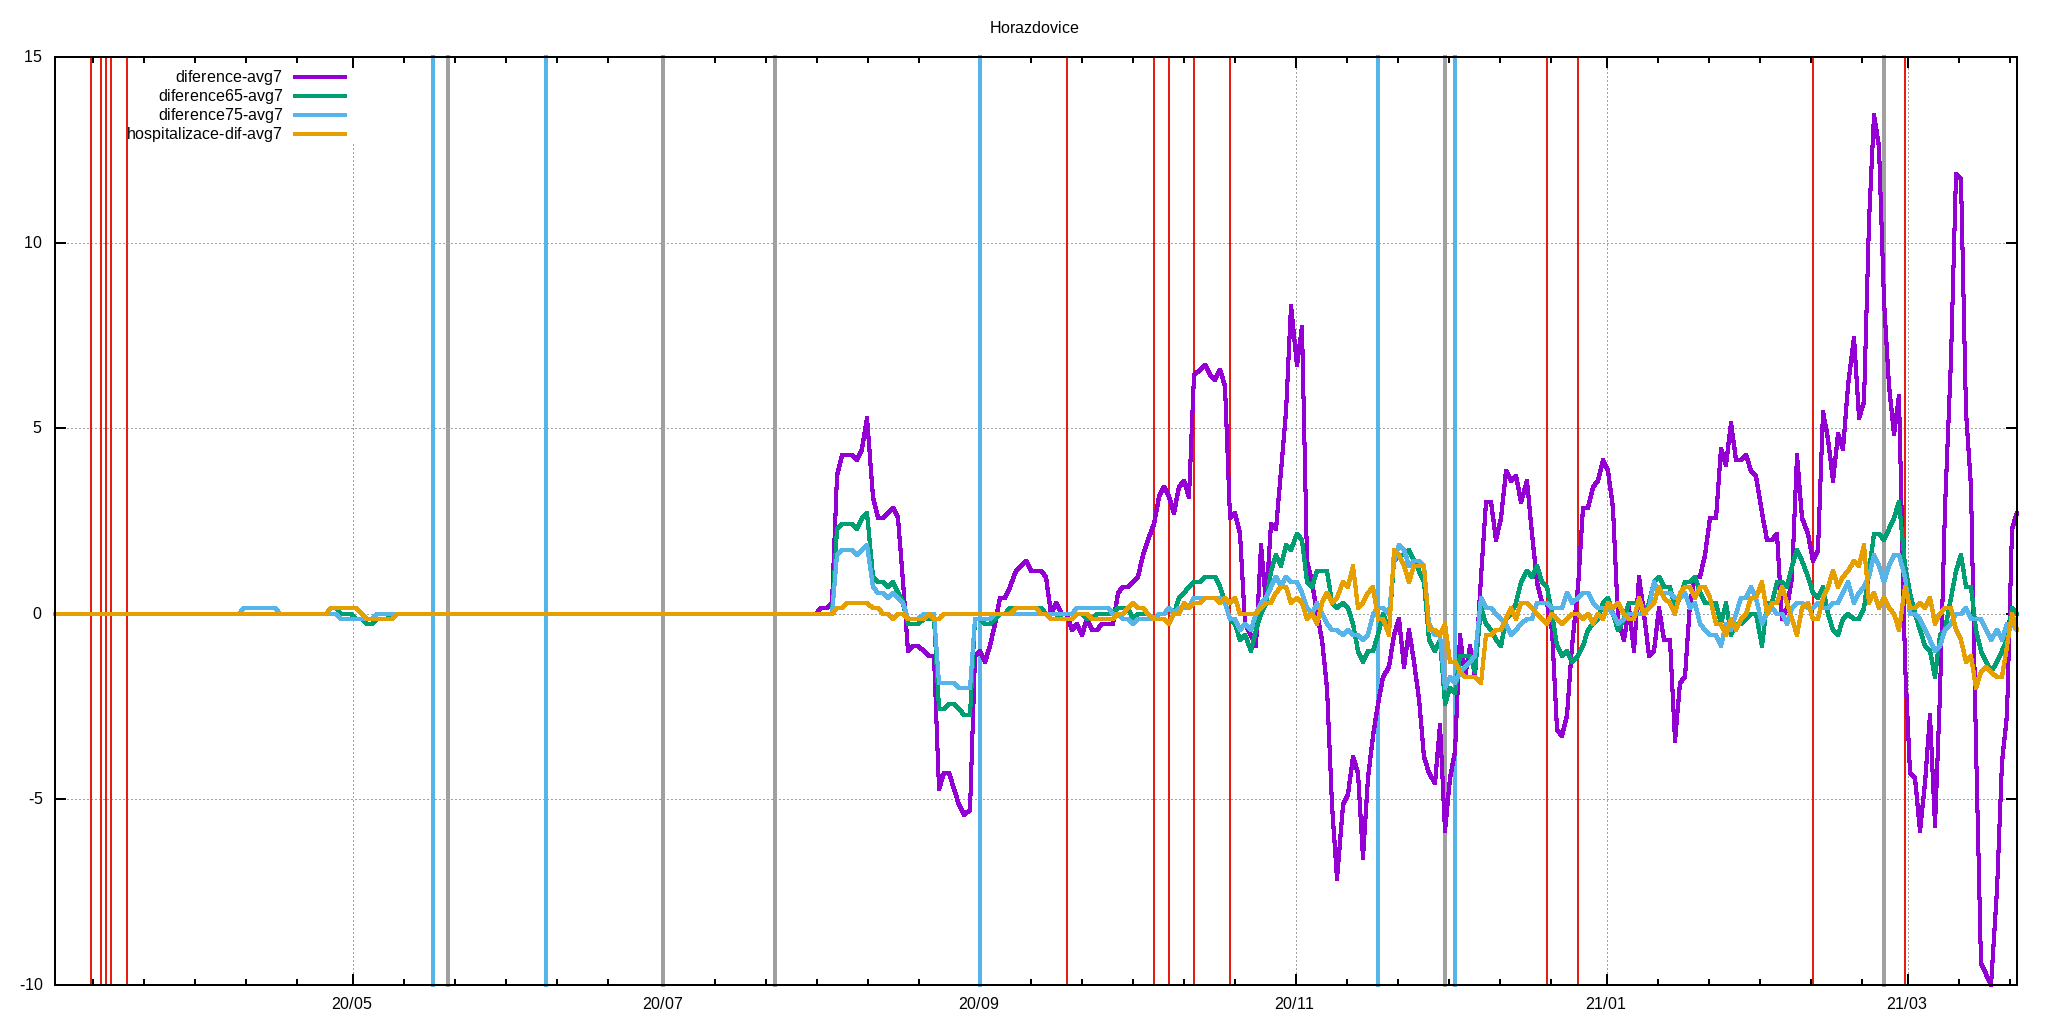 Horazdovice
15
diference-avg7
diference65-avg7
diference75-avg7
hospitalizace-dif-avg7
10
5
0
-5
-10
20/05 20/07 20/09 20/11 21/01 21/03